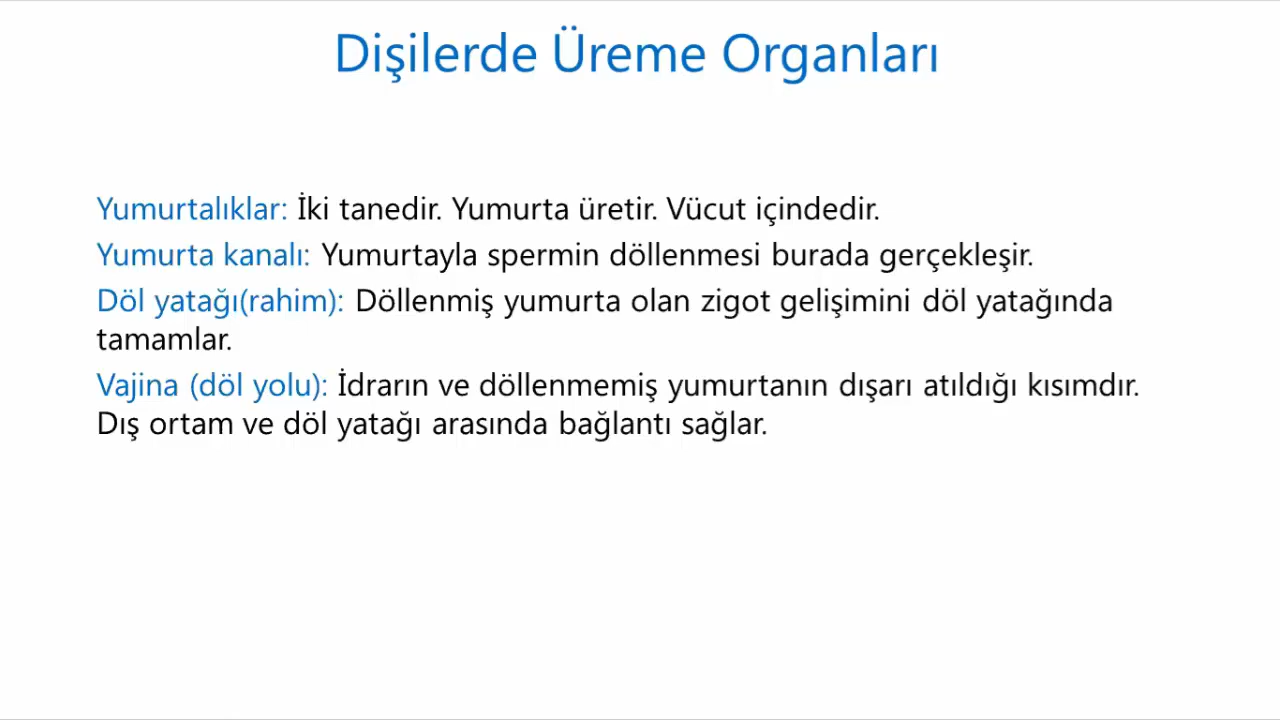 Dişilerde Üreme Organları
Yumurtalıklar: İki tanedir. Yumurta üretir. Vücut içindedir.
Yumurta kanalı: Yumurtayla spermin döllenmesi burada gerçekleşir.
Döl yatağı(rahim): Döllenmiş yumurta olan zigot gelişimini döl yatağında
tamamlar.
Vajina (döl yolu): İdrarın ve döllenmemiş yumurtanın dışarı atıldığı kısımdır.
Dış ortam ve döl yatağı arasında bağlantı sağlar.